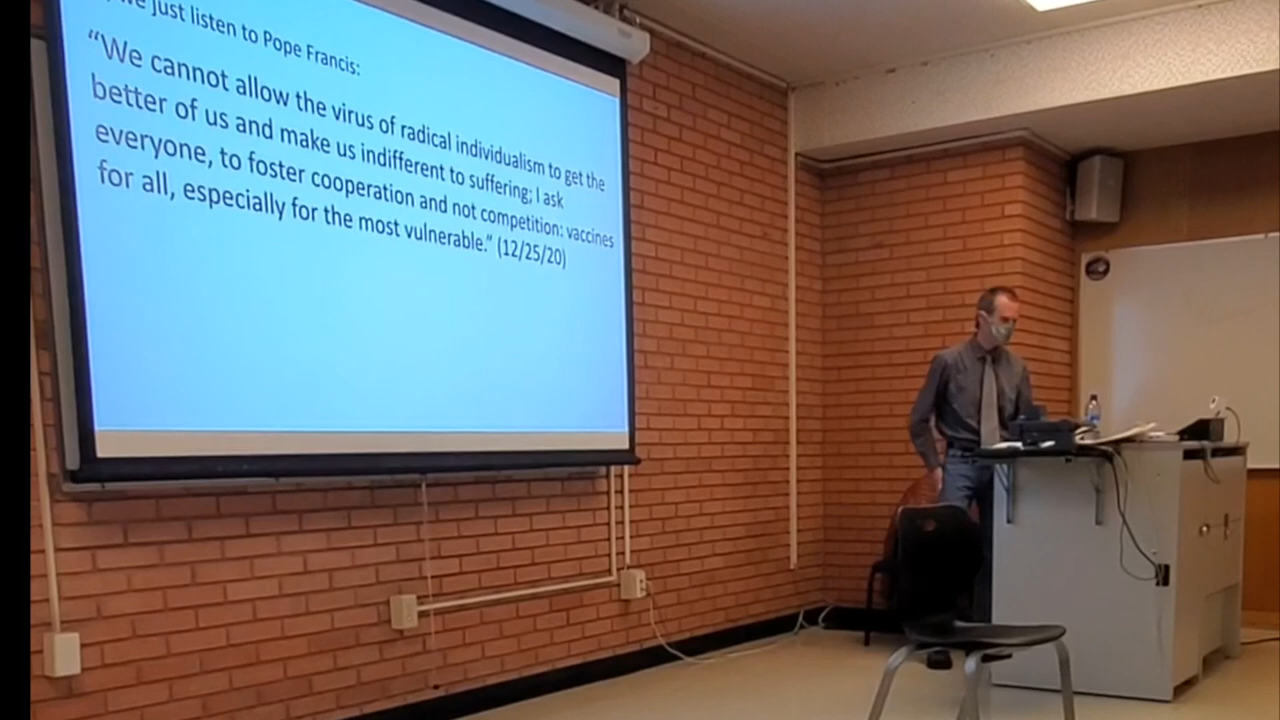 we just listen to Pope Francis:
“We cannot allow the virus of radical individualism to get the
better of us and make us indifferent to suffering; I ask
everyone, to foster cooperation and not competition: vaccines
for all, especially for the most vulnerable.” (12/25/20)